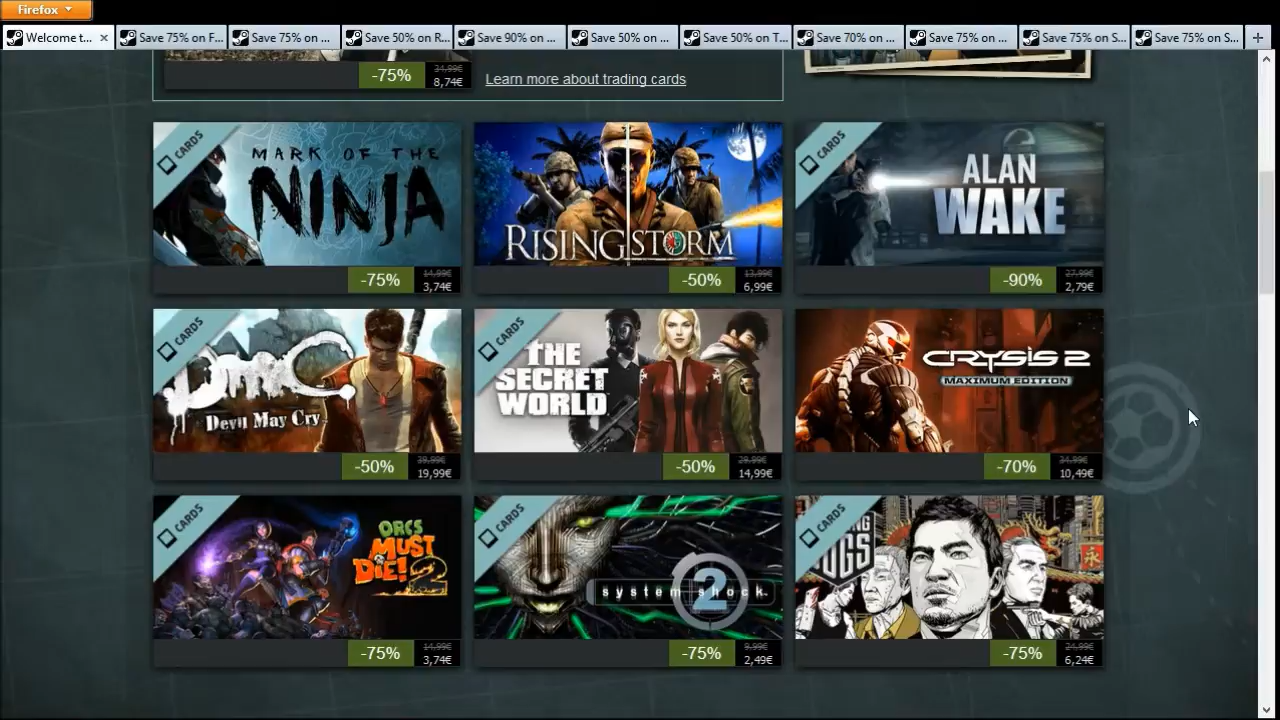 Firefox
Welcome t...
Save 75% on F...
Save 75% on ...
Save 50% on R...
Save 90% on ...
Save 50% on ...
Save 50% on T...
Save 70% on ...
Save 75% on ...
Save 75% on S...
Save 75% on S...
-75%
34,99€
8,74€
Learn more about trading cards
CARDS
MARK OF THE
NINJA
-75%
14,99€
3,74€
RISING STORM
-50%
13,99€
6,99€
CARDS
ALAN
WAKE
-90%
27,99€
2,79€
CARDS
DmC
Devil May Cry
-50%
39,99€
19,99€
CARDS
THE
SECRET
WORLD
-50%
29,99€
14,99€
CRYSIS 2
MAXIMUM EDITION
-70%
34,99€
10,49€
CARDS
ORCS
MUST
DIE!
2
-75%
14,99€
3,74€
CARDS
system shock
2
-75%
9,99€
2,49€
CARDS
DOGS
-75%
24,99€
6,24€